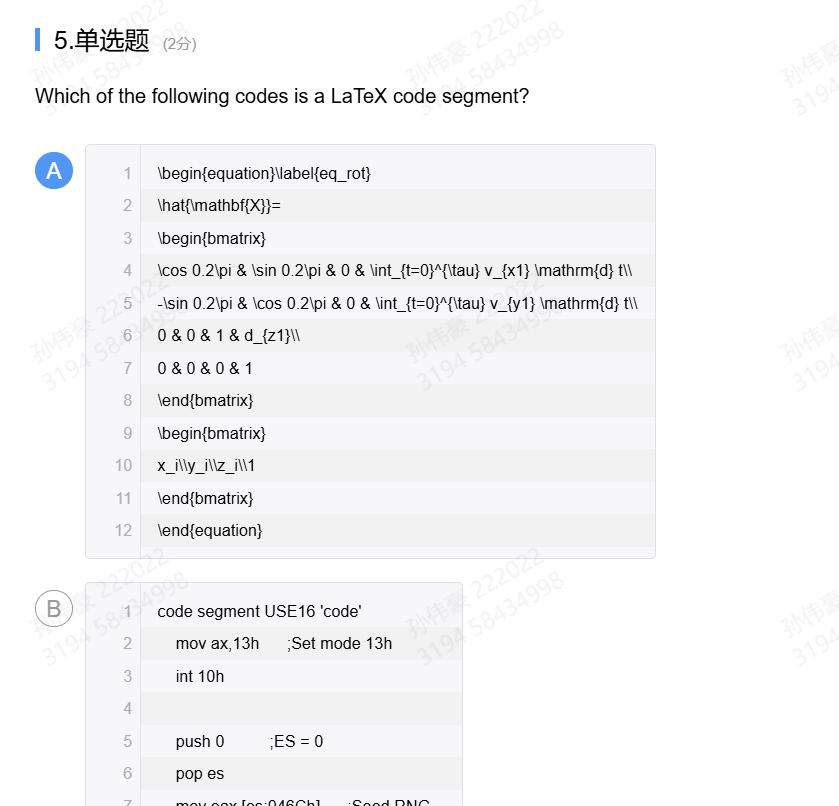 5.单选题 (2分)
Which of the following codes is a LaTeX code segment?
A
1 \begin{equation}\label{eq_rot}
2 \hat{\mathbf{X}}=
3 \begin{bmatrix}
4 \cos 0.2\pi & \sin 0.2\pi & 0 & \int_{t=0}^{\tau} v_{x1} \mathrm{d} t\\
5 -\sin 0.2\pi & \cos 0.2\pi & 0 & \int_{t=0}^{\tau} v_{y1} \mathrm{d} t\\
6 0 & 0 & 1 & d_{z1}\\
7 0 & 0 & 0 & 1
8 \end{bmatrix}
9 \begin{bmatrix}
10 x_i\\y_i\\z_i\\1
11 \end{bmatrix}
12 \end{equation}
B
1 code segment USE16 'code'
2 mov ax,13h ;Set mode 13h
3 int 10h
4
5 push 0 ;ES = 0
6 pop es
7 mov eax,[es:046Ch] ;Seed RNG
孙伟豪 222022
3194 58434998